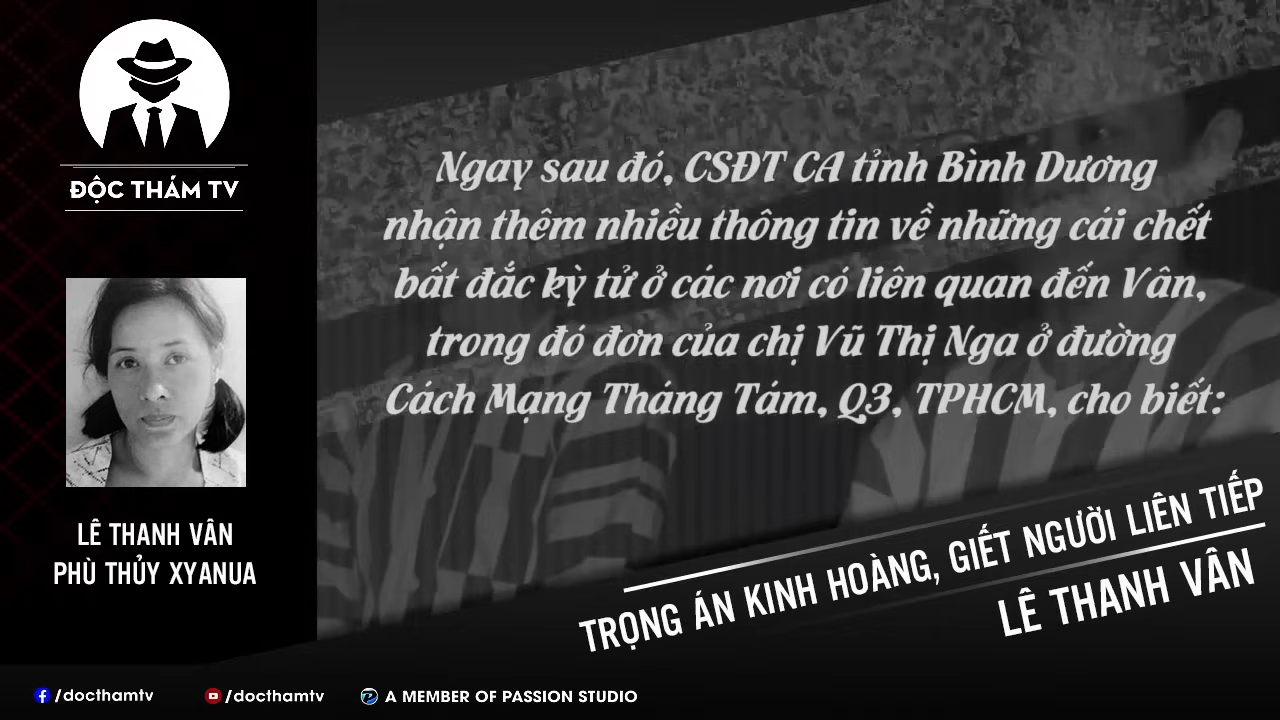 ĐỘC THÁM TV
LÊ THANH VÂN
PHÙ THỦY XYANUA
Ngay sau đó, CSĐT CA tỉnh Bình Dương
nhận thêm nhiều thông tin về những cái chết
bất đắc kỳ tử ở các nơi có liên quan đến Vân,
trong đó đơn của chị Vũ Thị Nga ở đường
Cách Mạng Tháng Tám, Q3, TPHCM, cho biết:
TRỌNG ÁN KINH HOÀNG, GIẾT NGƯỜI LIÊN TIẾP
LÊ THANH VÂN
/docthamtv
/docthamtv
A MEMBER OF PASSION STUDIO